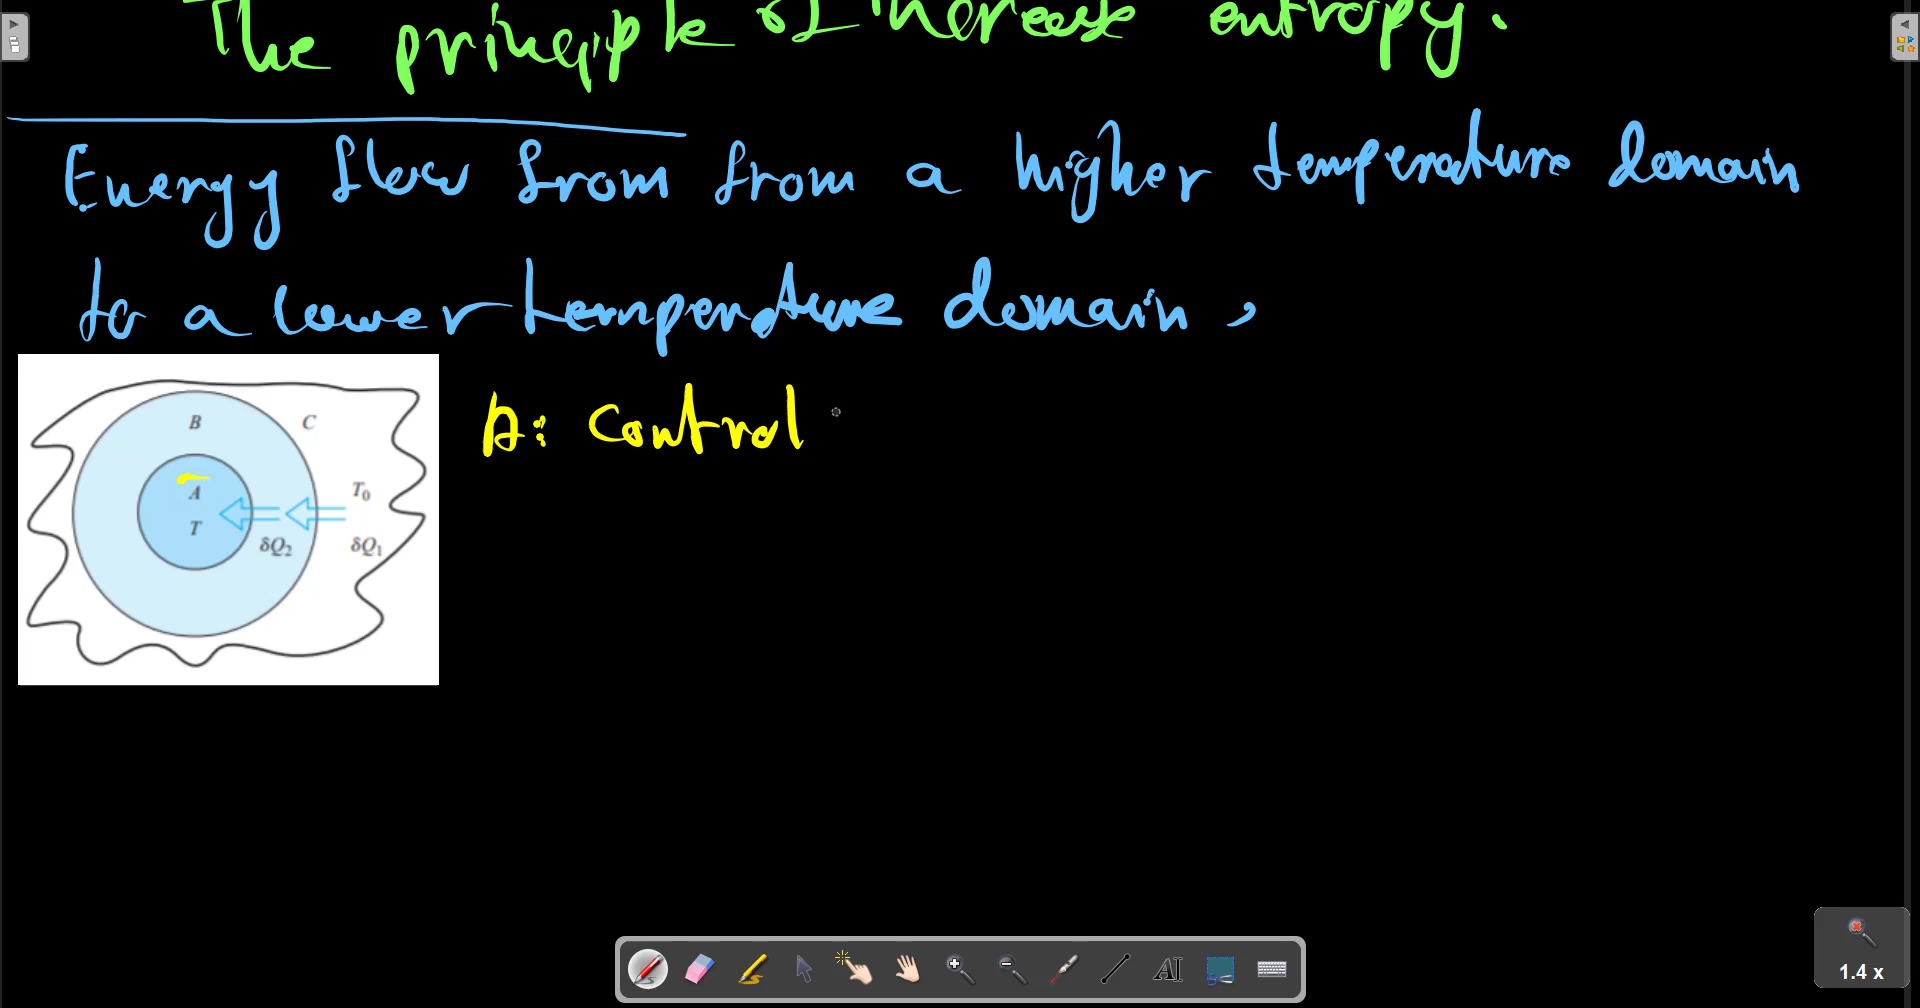 The principle of increase entropy.
Energy flow from from a higher temperature domain
to a lower temperature domain,
A: Control
B C
A T₀
T
δQ₂ δQ₁
1.4 x